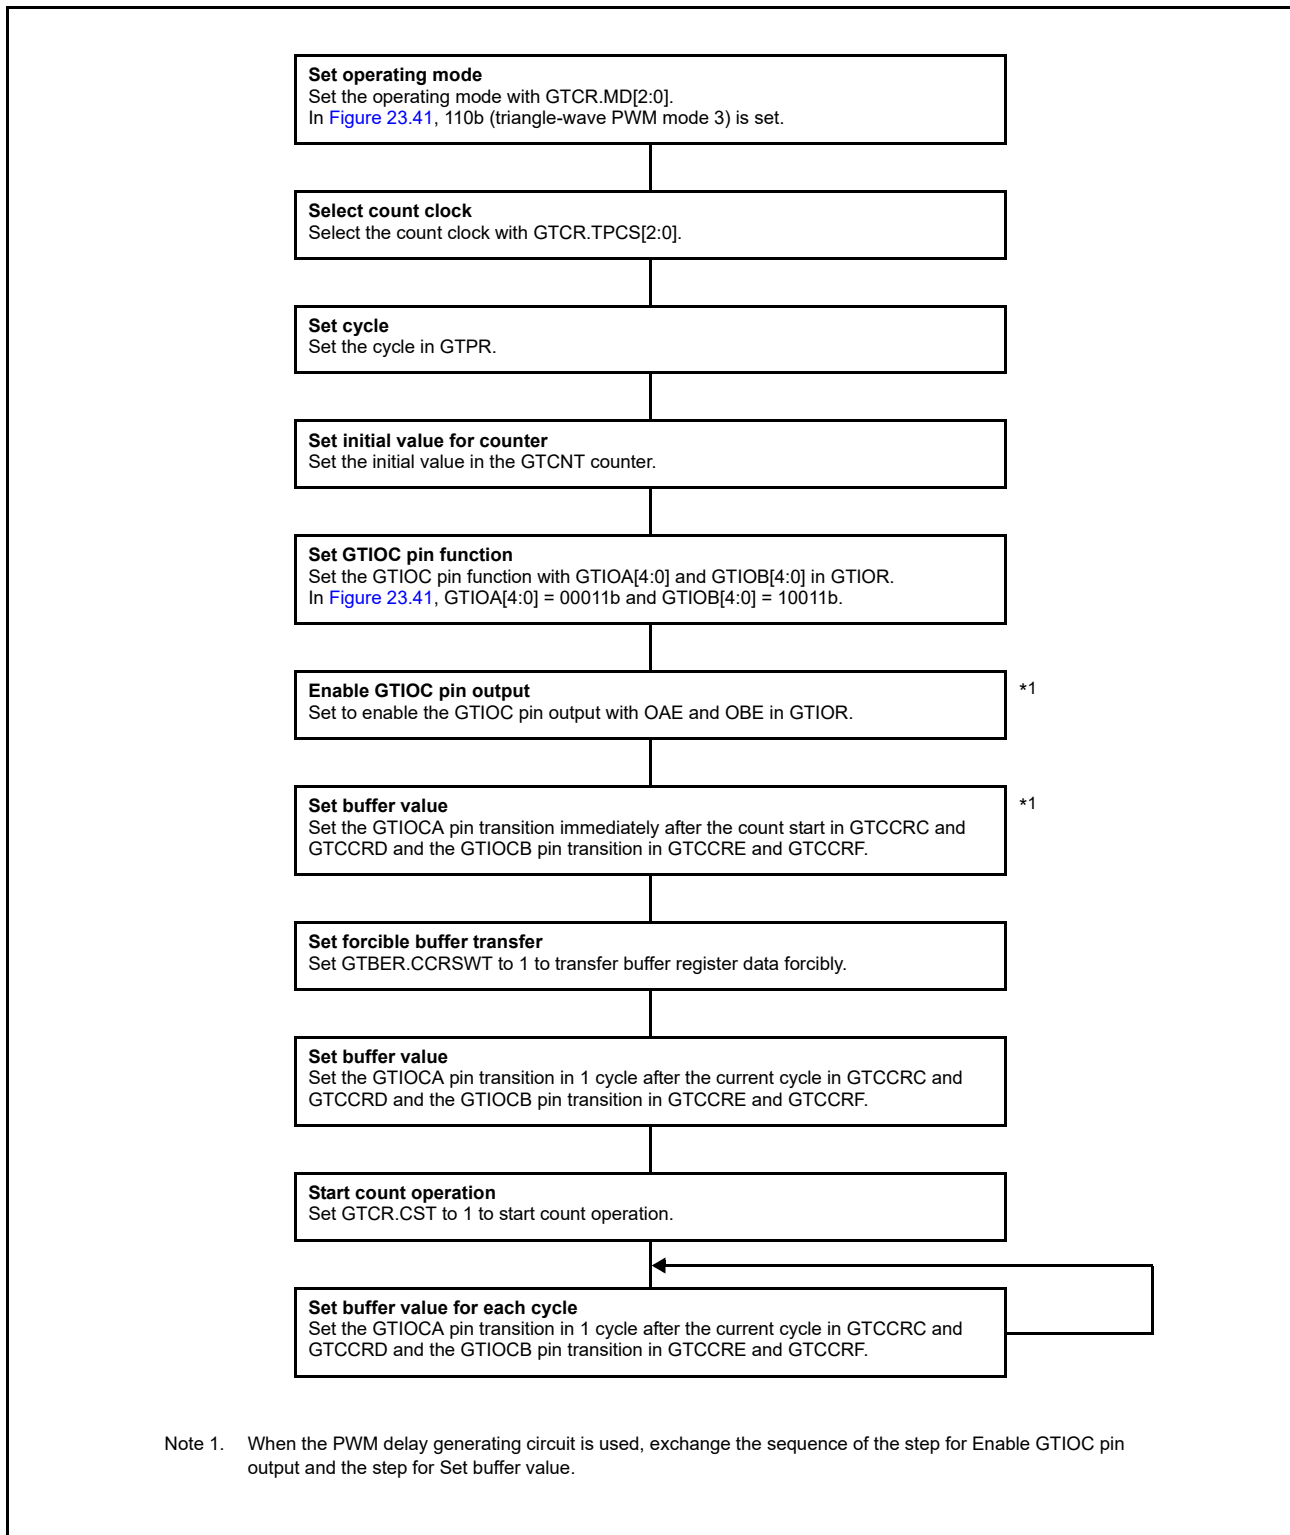 Set operating mode
Set the operating mode with GTCR.MD[2:0].
In Figure 23.41, 110b (triangle-wave PWM mode 3) is set.
Select count clock
Select the count clock with GTCR.TPCS[2:0].
Set cycle
Set the cycle in GTPR.
Set initial value for counter
Set the initial value in the GTCNT counter.
Set GTIOC pin function
Set the GTIOC pin function with GTIOA[4:0] and GTIOB[4:0] in GTIOR.
In Figure 23.41, GTIOA[4:0] = 00011b and GTIOB[4:0] = 10011b.
Enable GTIOC pin output
Set to enable the GTIOC pin output with OAE and OBE in GTIOR.
*1
Set buffer value
Set the GTIOCA pin transition immediately after the count start in GTCCRC and
GTCCRD and the GTIOCB pin transition in GTCCRE and GTCCRF.
*1
Set forcible buffer transfer
Set GTBER.CCRSWT to 1 to transfer buffer register data forcibly.
Set buffer value
Set the GTIOCA pin transition in 1 cycle after the current cycle in GTCCRC and
GTCCRD and the GTIOCB pin transition in GTCCRE and GTCCRF.
Start count operation
Set GTCR.CST to 1 to start count operation.
Set buffer value for each cycle
Set the GTIOCA pin transition in 1 cycle after the current cycle in GTCCRC and
GTCCRD and the GTIOCB pin transition in GTCCRE and GTCCRF.
Note 1. When the PWM delay generating circuit is used, exchange the sequence of the step for Enable GTIOC pin
output and the step for Set buffer value.